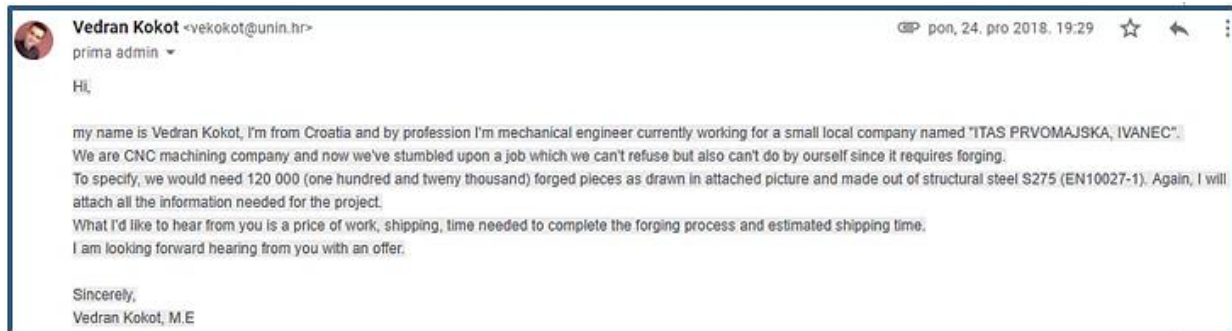 Vedran Kokot <vekokot@unin.hr>
pon, 24. pro 2018. 19:29
prima admin
Hi,
my name is Vedran Kokot, I'm from Croatia and by profession I'm mechanical engineer currently working for a small local company named "ITAS PRVOMAJSKA, IVANEC".
We are CNC machining company and now we've stumbled upon a job which we can't refuse but also can't do by ourself since it requires forging.
To specify, we would need 120 000 (one hundred and tweny thousand) forged pieces as drawn in attached picture and made out of structural steel S275 (EN10027-1). Again, I will
attach all the information needed for the project.
What I'd like to hear from you is a price of work, shipping, time needed to complete the forging process and estimated shipping time.
I am looking forward hearing from you with an offer.
Sincerely,
Vedran Kokot, M.E